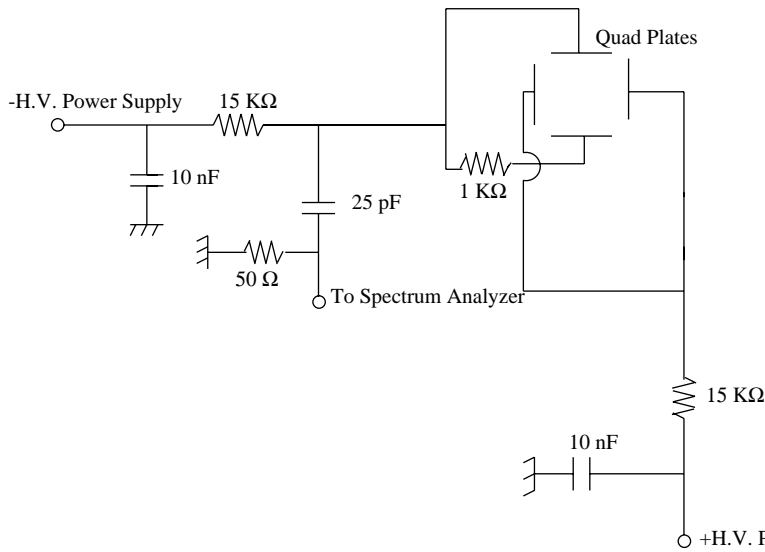 Quad Plates
-H.V. Power Supply
15 KΩ
10 nF
1 KΩ
25 pF
50 Ω
To Spectrum Analyzer
15 KΩ
10 nF
+H.V. P